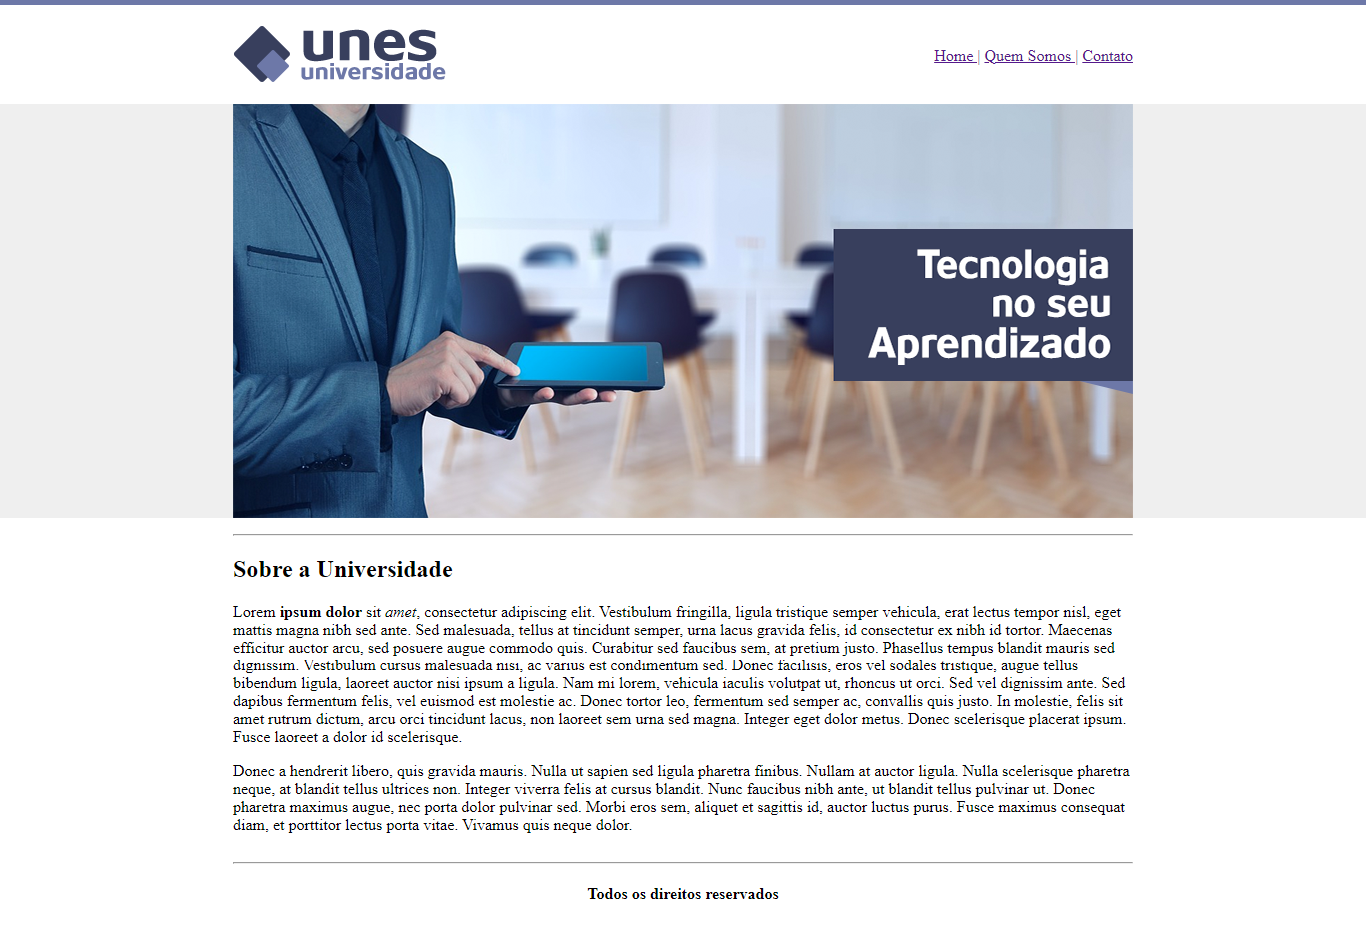 unes
universidade
Home | Quem Somos | Contato
Tecnologia
no seu
Aprendizado
Sobre a Universidade
Lorem ipsum dolor sit amet, consectetur adipiscing elit. Vestibulum fringilla, ligula tristique semper vehicula, erat lectus tempor nisl, eget
mattis magna nibh sed ante. Sed malesuada, tellus at tincidunt semper, urna lacus gravida felis, id consectetur ex nibh id tortor. Maecenas
efficitur auctor arcu, sed posuere augue commodo quis. Curabitur sed faucibus sem, at pretium justo. Phasellus tempus blandit mauris sed
dignissim. Vestibulum cursus malesuada nisi, ac varius est condimentum sed. Donec facilisis, eros vel sodales tristique, augue tellus
bibendum ligula, laoreet auctor nisi ipsum a ligula. Nam mi lorem, vehicula iaculis volutpat ut, rhoncus ut orci. Sed vel dignissim ante. Sed
dapibus fermentum felis, vel euismod est molestie ac. Donec tortor leo, fermentum sed semper ac, convallis quis justo. In molestie, felis sit
amet rutrum dictum, arcu orci tincidunt lacus, non laoreet sem urna sed magna. Integer eget dolor metus. Donec scelerisque placerat ipsum.
Fusce laoreet a dolor id scelerisque.
Donec a hendrerit libero, quis gravida mauris. Nulla ut sapien sed ligula pharetra finibus. Nullam at auctor ligula. Nulla scelerisque pharetra
neque, at blandit tellus ultrices non. Integer viverra felis at cursus blandit. Nunc faucibus nibh ante, ut blandit tellus pulvinar ut. Donec
pharetra maximus augue, nec porta dolor pulvinar sed. Morbi eros sem, aliquet et sagittis id, auctor luctus purus. Fusce maximus consequat
diam, et porttitor lectus porta vitae. Vivamus quis neque dolor.
Todos os direitos reservados